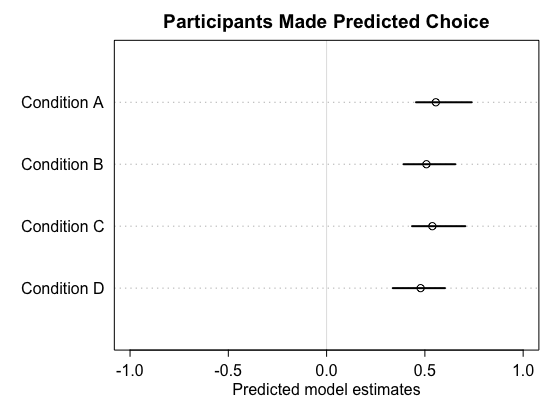 Participants Made Predicted Choice
Condition A
Condition B
Condition C
Condition D
-1.0 -0.5 0.0 0.5 1.0
Predicted model estimates